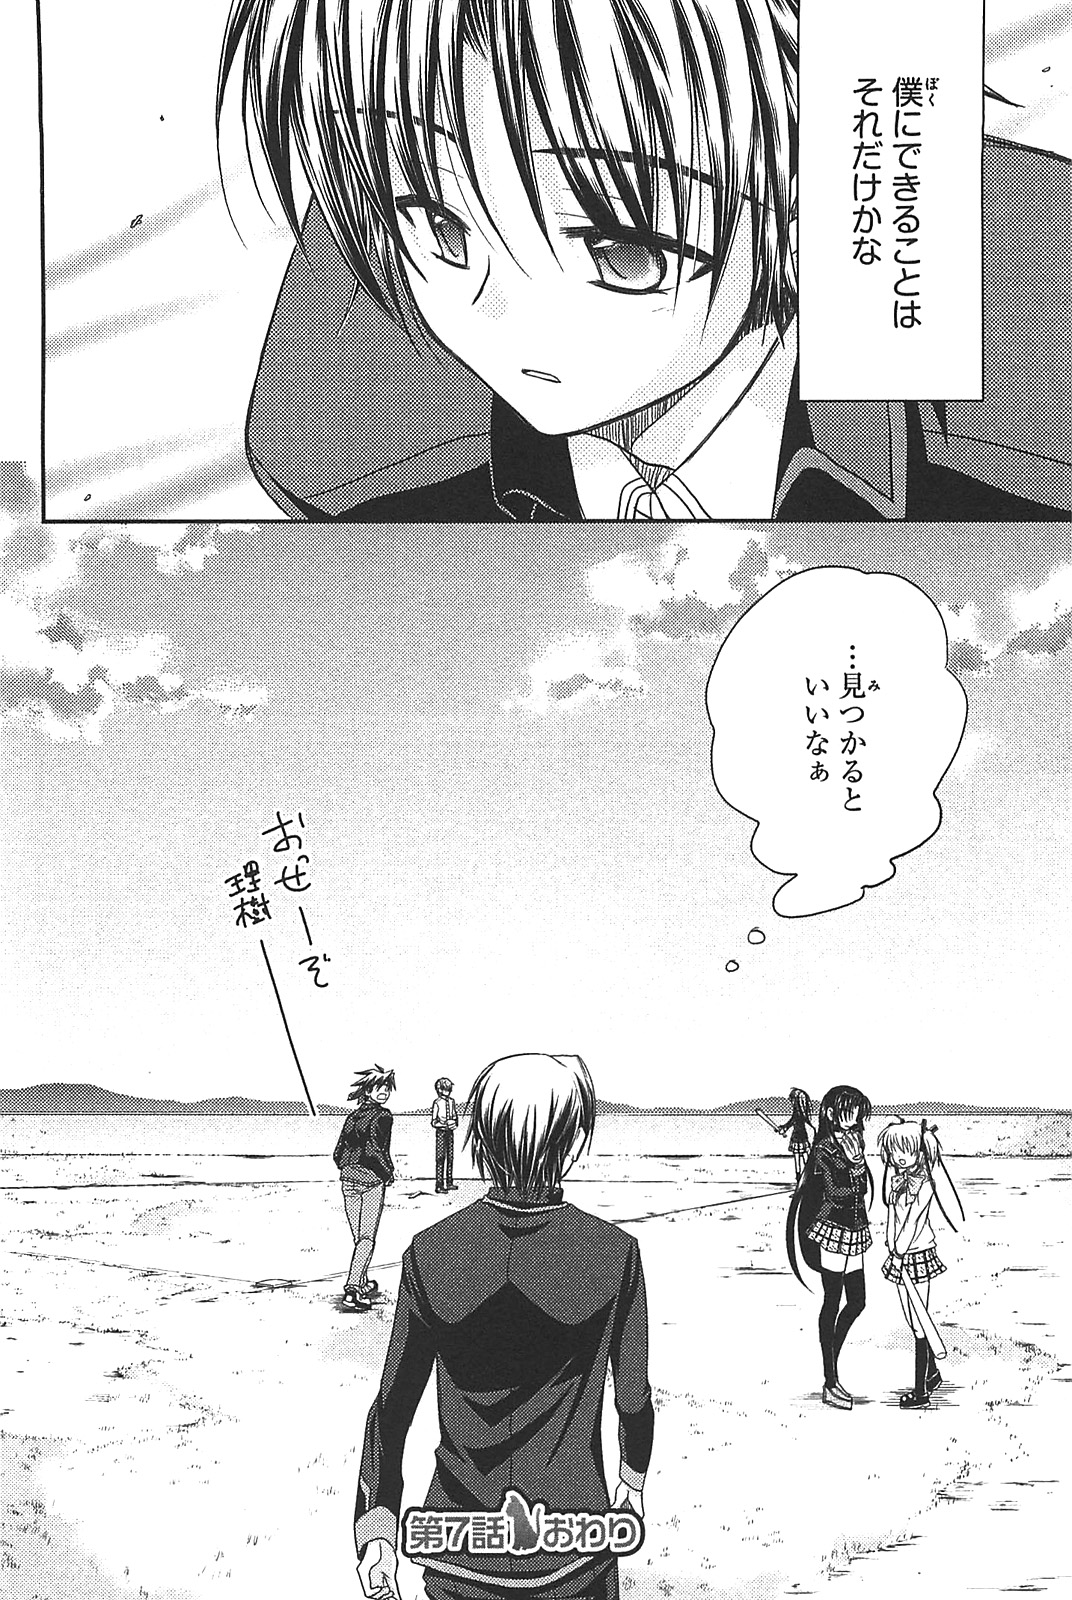 僕にできることは
それだけかな
…見つかると
いいなぁ
おせーぞ
理樹
第7話おわり